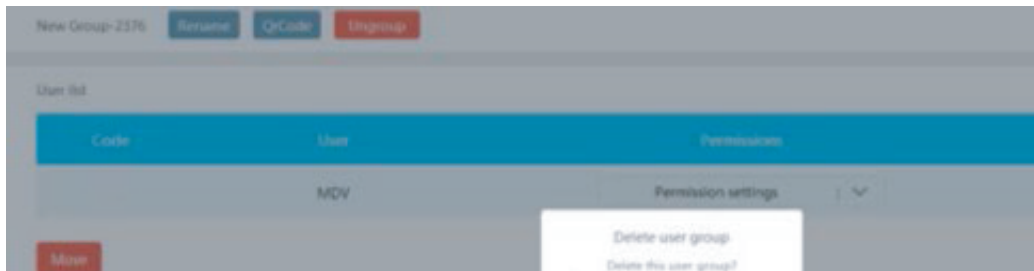 New Group-2376 Rename QrCode Ungroup
User list
Code User Permissions
MDV Permission settings
Delete user group
Move
Delete this user group?